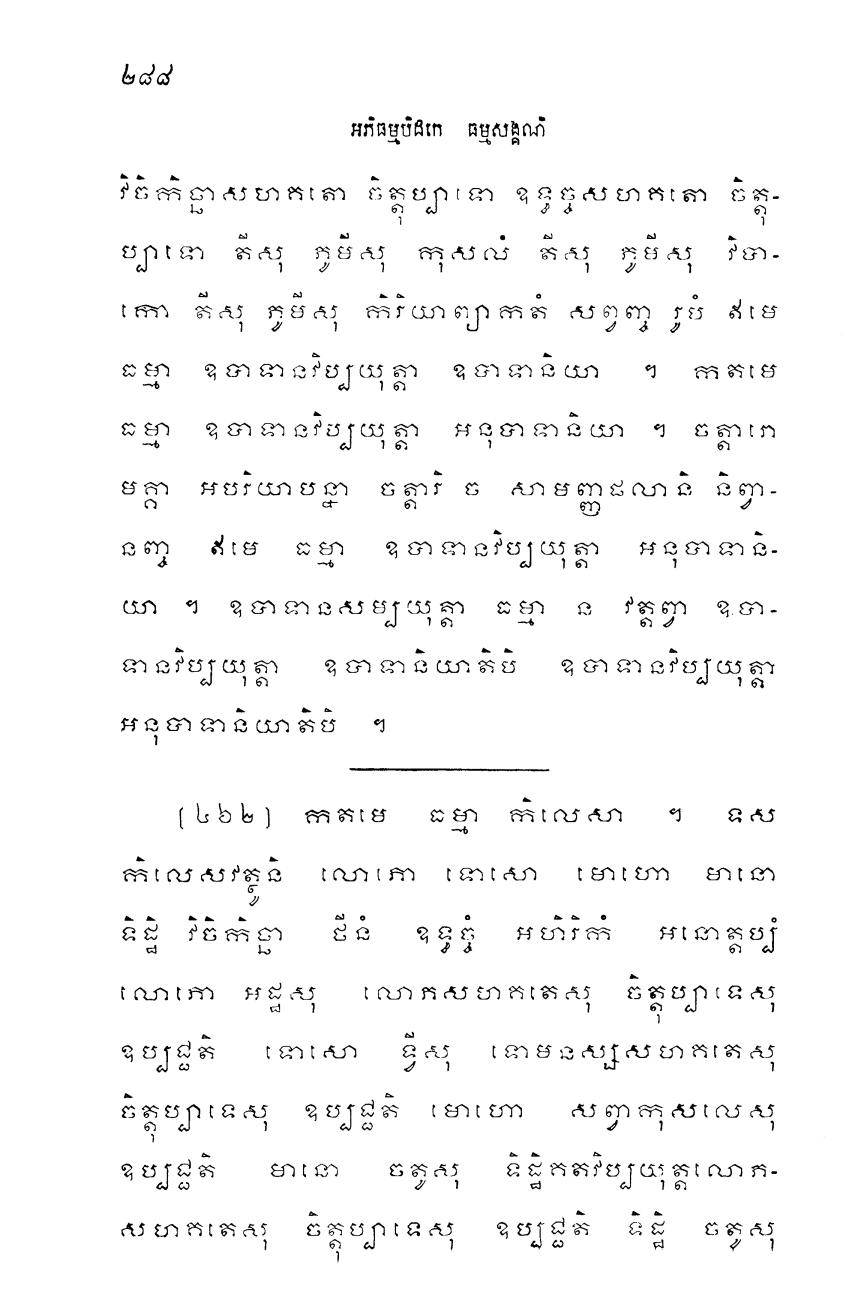 ២៨៨
អភិធម្មបិដកេ ធម្មសង្គណិ
វិចិកិច្ឆាសហគតោ ចិត្តុប្បាទោ ឧទ្ធច្ចសហគតោ ចិត្តុ-
ប្បាទោ តីសុ ភូមីសុ កុសលំ តីសុ ភូមីសុ វិបា-
កោ តីសុ ភូមីសុ កិរិយាព្យាកតំ សព្វញ្ច រូបំ ឥមេ
ធម្មា ឧបាទានវិប្បយុត្តា ឧបាទានិយា ។ កតមេ
ធម្មា ឧបាទានវិប្បយុត្តា អនុបាទានិយា ។ ចត្តារោ
មគ្គា អបរិយាបន្នា ចត្តារិ ច សាមញ្ញផលានិ និព្វា-
នញ្ច ឥមេ ធម្មា ឧបាទានវិប្បយុត្តា អនុបាទានិ-
យា ។ ឧបាទានសម្បយុត្តា ធម្មា ន វត្តព្វា ឧបា-
ទានវិប្បយុត្តា ឧបាទានិយាតិបិ ឧបាទានវិប្បយុត្តា
អនុបាទានិយាតិបិ ។
(៤៦២) កតមេ ធម្មា កិលេសា ។ ទស
កិលេសវត្ថូនិ លោភោ ទោសោ មោហោ មានោ
ទិដ្ឋិ វិចិកិច្ឆា ថីនំ ឧទ្ធច្ចំ អហិរិកំ អនោត្តប្បំ
លោភោ អដ្ឋសុ លោភសហគតេសុ ចិត្តុប្បាទេសុ
ឧប្បជ្ជតិ ទោសោ ទ្វីសុ ទោមនស្សសហគតេសុ
ចិត្តុប្បាទេសុ ឧប្បជ្ជតិ មោហោ សព្វាកុសលេសុ
ឧប្បជ្ជតិ មានោ ចតូសុ ទិដ្ឋិគតវិប្បយុត្តលោភ-
សហគតេសុ ចិត្តុប្បាទេសុ ឧប្បជ្ជតិ ទិដ្ឋិ ចតូសុ